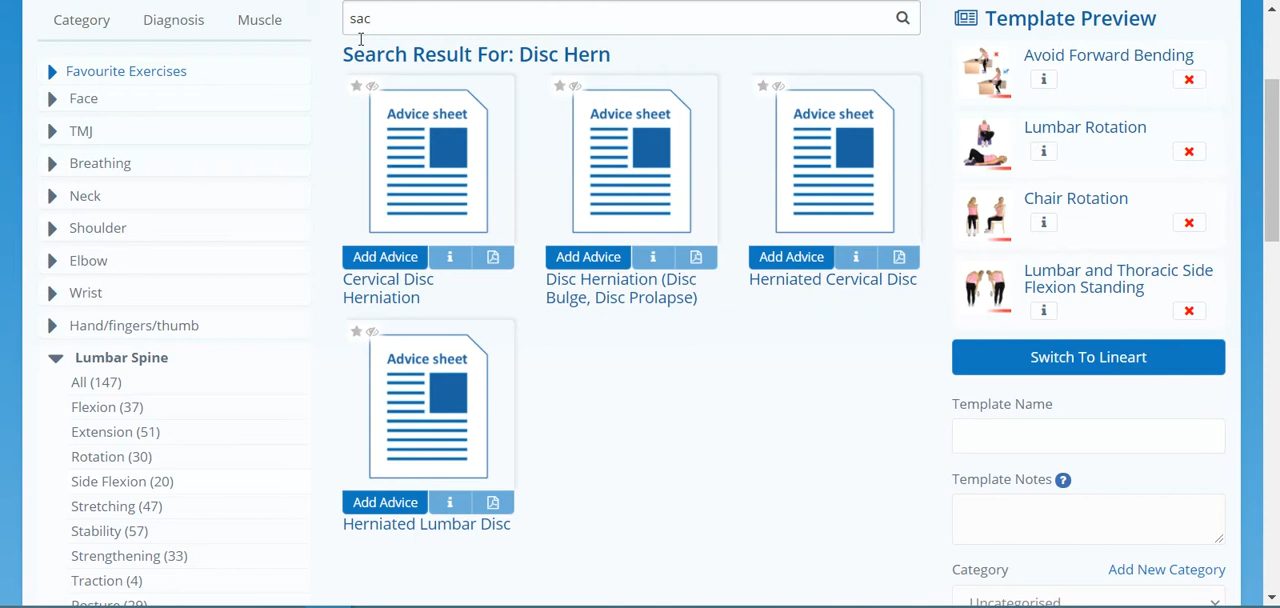 Category Diagnosis Muscle
Favourite Exercises
Face
TMJ
Breathing
Neck
Shoulder
Elbow
Wrist
Hand/fingers/thumb
Lumbar Spine
All (147)
Flexion (37)
Extension (51)
Rotation (30)
Side Flexion (20)
Stretching (47)
Stability (57)
Strengthening (33)
Traction (4)
Posture (29)
sac
Search Result For: Disc Hern
Advice sheet
Add Advice
Cervical Disc
Herniation
Advice sheet
Add Advice
Disc Herniation (Disc
Bulge, Disc Prolapse)
Advice sheet
Add Advice
Herniated Cervical Disc
Advice sheet
Add Advice
Herniated Lumbar Disc
Template Preview
Avoid Forward Bending
Lumbar Rotation
Chair Rotation
Lumbar and Thoracic Side
Flexion Standing
Switch To Lineart
Template Name
Template Notes ?
Category Add New Category
Uncategorised